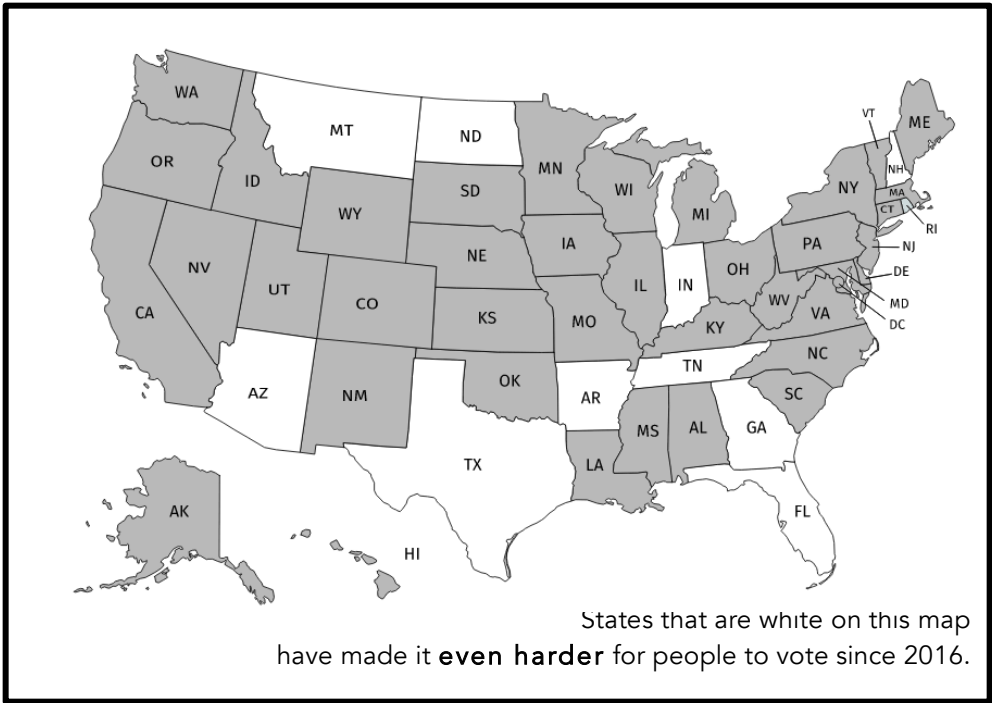 WA
MT
ND
MN
VT
ME
OR
ID
SD
WI
NY
NH
MA
WY
MI
CT
RI
NV
UT
NE
IA
PA
NJ
CO
IL
IN
OH
DE
CA
KS
MO
WV
MD
KY
VA
DC
TN
NC
AZ
NM
OK
AR
SC
TX
MS
AL
GA
LA
AK
FL
HI
States that are white on this map
have made it even harder for people to vote since 2016.